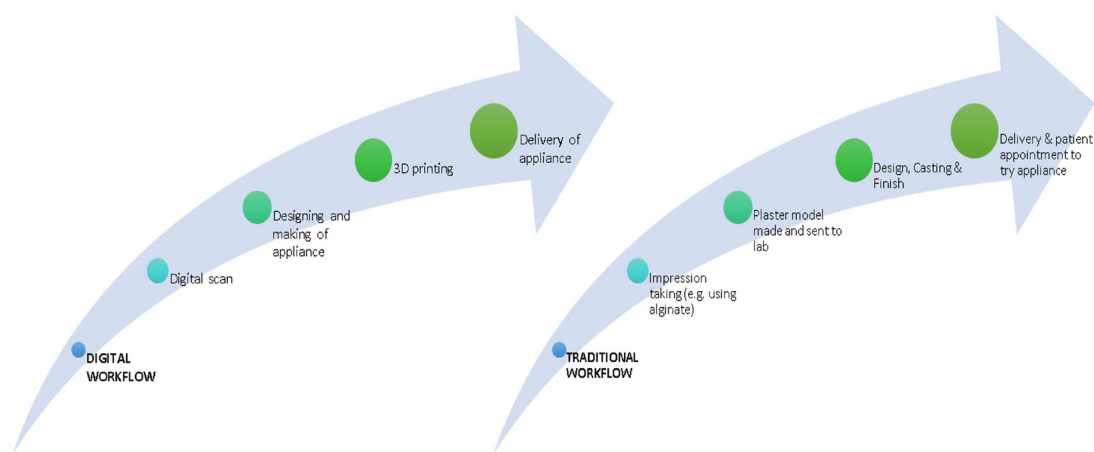 DIGITAL
WORKFLOW
Digital scan
Designing and
making of
appliance
3D printing
Delivery of
appliance
TRADITIONAL
WORKFLOW
Impression
taking (e.g. using
alginate)
Plaster model
made and sent to
lab
Design, Casting &
Finish
Delivery & patient
appointment to
try appliance